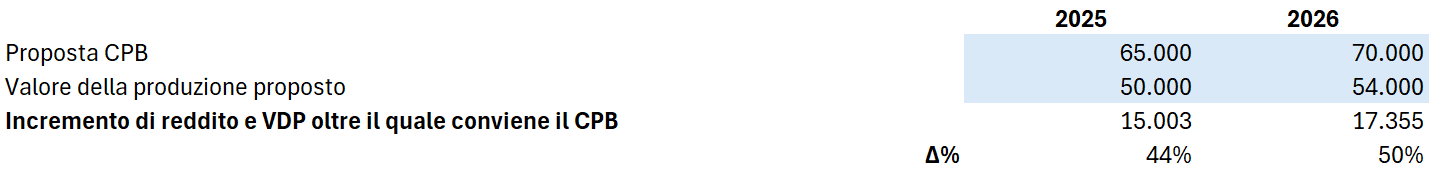 2025 2026
Proposta CPB 65.000 70.000
Valore della produzione proposto 50.000 54.000
Incremento di reddito e VDP oltre il quale conviene il CPB 15.003 17.355
Δ% 44% 50%